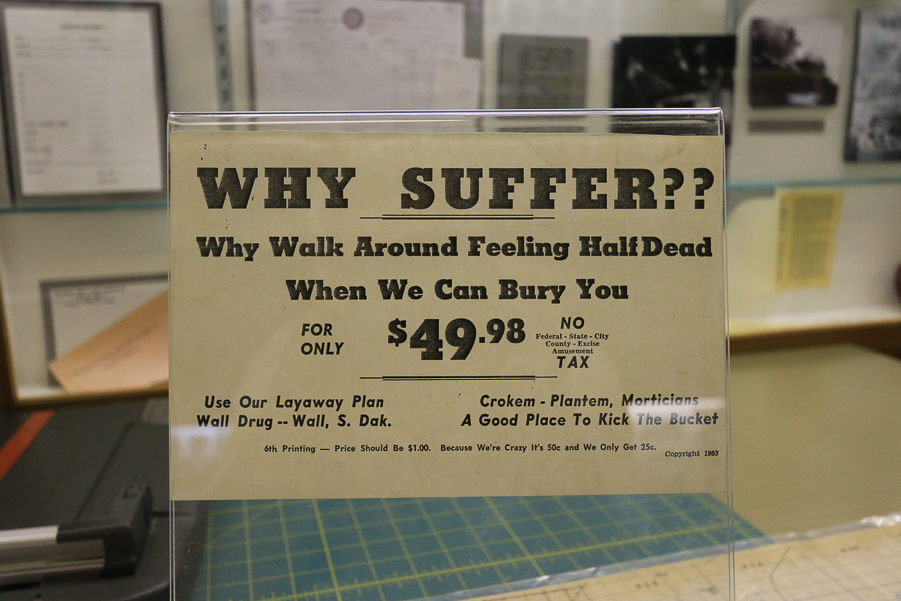 WHY SUFFER??
Why Walk Around Feeling Half Dead
When We Can Bury You
FOR
ONLY
$49.98
NO
Federal - State - City
County - Excise
Amusement
TAX
Use Our Layaway Plan
Wall Drug -- Wall, S. Dak.
Crokem - Plantem, Morticians
A Good Place To Kick The Bucket
6th Printing — Price Should Be $1.00. Because We're Crazy It's 50c and We Only Get 25c.
Copyright 1953